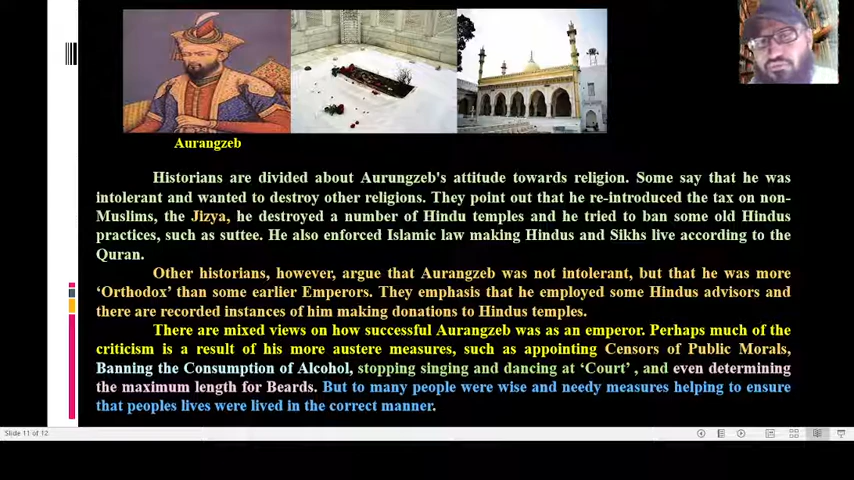 Aurangzeb
Historians are divided about Aurungzeb's attitude towards religion. Some say that he was
intolerant and wanted to destroy other religions. They point out that he re-introduced the tax on non-
Muslims, the Jizya, he destroyed a number of Hindu temples and he tried to ban some old Hindus
practices, such as suttee. He also enforced Islamic law making Hindus and Sikhs live according to the
Quran.
Other historians, however, argue that Aurangzeb was not intolerant, but that he was more
‘Orthodox’ than some earlier Emperors. They emphasis that he employed some Hindus advisors and
there are recorded instances of him making donations to Hindus temples.
There are mixed views on how successful Aurangzeb was as an emperor. Perhaps much of the
criticism is a result of his more austere measures, such as appointing Censors of Public Morals,
Banning the Consumption of Alcohol, stopping singing and dancing at ‘Court’ , and even determining
the maximum length for Beards. But to many people were wise and needy measures helping to ensure
that peoples lives were lived in the correct manner.
Slide 11 of 12